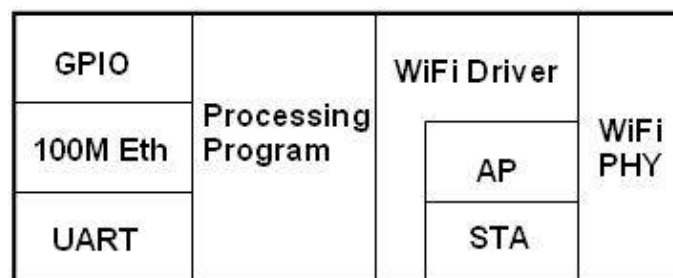 GPIO
100M Eth
UART
Processing
Program
WiFi Driver
AP
STA
WiFi
PHY